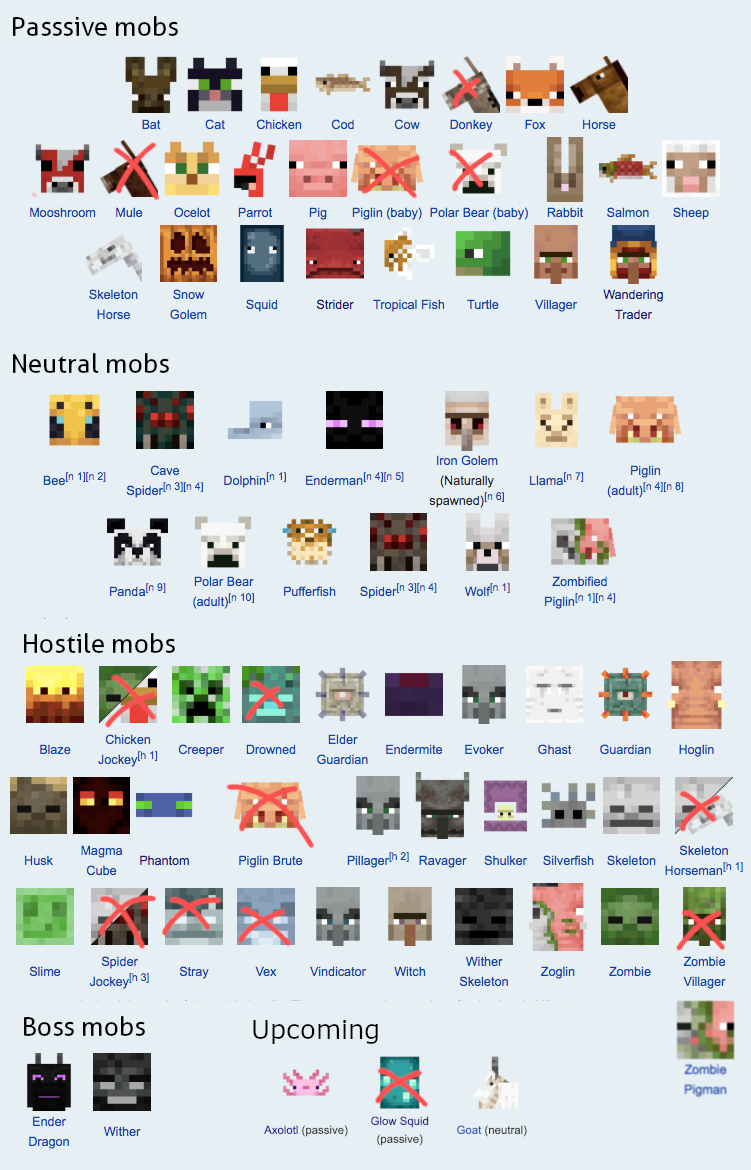 Passsive mobs
Bat Cat Chicken Cod Cow Donkey Fox Horse
Mooshroom Mule Ocelot Parrot Pig Piglin (baby) Polar Bear (baby) Rabbit Salmon Sheep
Skeleton Horse Snow Golem Squid Strider Tropical Fish Turtle Villager Wandering Trader
Neutral mobs
Bee[n 1][n 2] Cave Spider[n 3][n 4] Dolphin[n 1] Enderman[n 4][n 5] Iron Golem (Naturally spawned)[n 6] Llama[n 7] Piglin (adult)[n 4][n 8]
Panda[n 9] Polar Bear (adult)[n 10] Pufferfish Spider[n 3][n 4] Wolf[n 1] Zombified Piglin[n 1][n 4]
Hostile mobs
Blaze Chicken Jockey[h 1] Creeper Drowned Elder Guardian Endermite Evoker Ghast Guardian Hoglin
Husk Magma Cube Phantom Piglin Brute Pillager[h 2] Ravager Shulker Silverfish Skeleton Skeleton Horseman[h 1]
Slime Spider Jockey[h 3] Stray Vex Vindicator Witch Wither Skeleton Zoglin Zombie Zombie Villager
Boss mobs
Upcoming
Zombie Pigman
Ender Dragon Wither
Axolotl (passive) Glow Squid (passive) Goat (neutral)